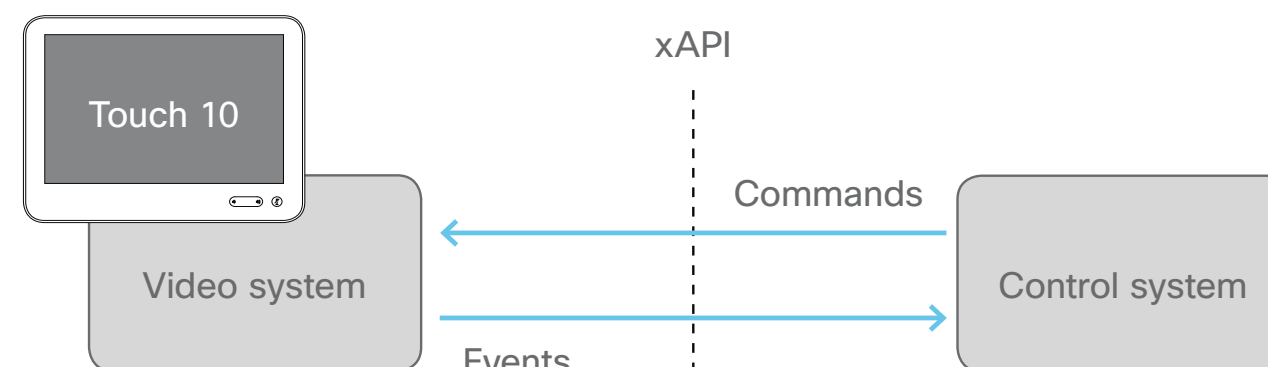 xAPI
Touch 10
Commands
Video system
Control system
Events